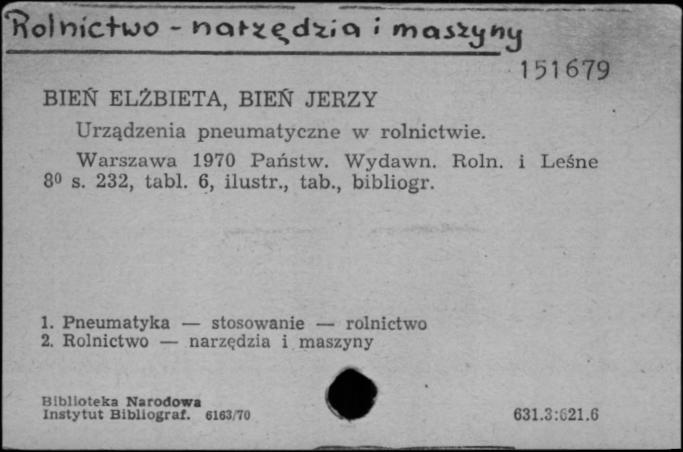 Rolnictwo - narzędzia i maszyny
151679
BIEŃ ELŻBIETA, BIEŃ JERZY
Urządzenia pneumatyczne w rolnictwie.
Warszawa 1970 Państw. Wydawn. Roln. i Leśne
8⁰ s. 232, tabl. 6, ilustr., tab., bibliogr.
1. Pneumatyka — stosowanie — rolnictwo
2. Rolnictwo — narzędzia i maszyny
Biblioteka Narodowa
Instytut Bibliograf. 6163/70
631.3:621.6